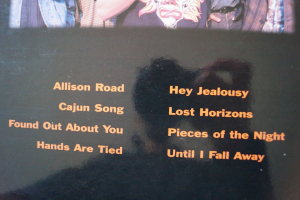 Allison Road
Cajun Song
Found Out About You
Hands Are Tied
Hey Jealousy
Lost Horizons
Pieces of the Night
Until I Fall Away